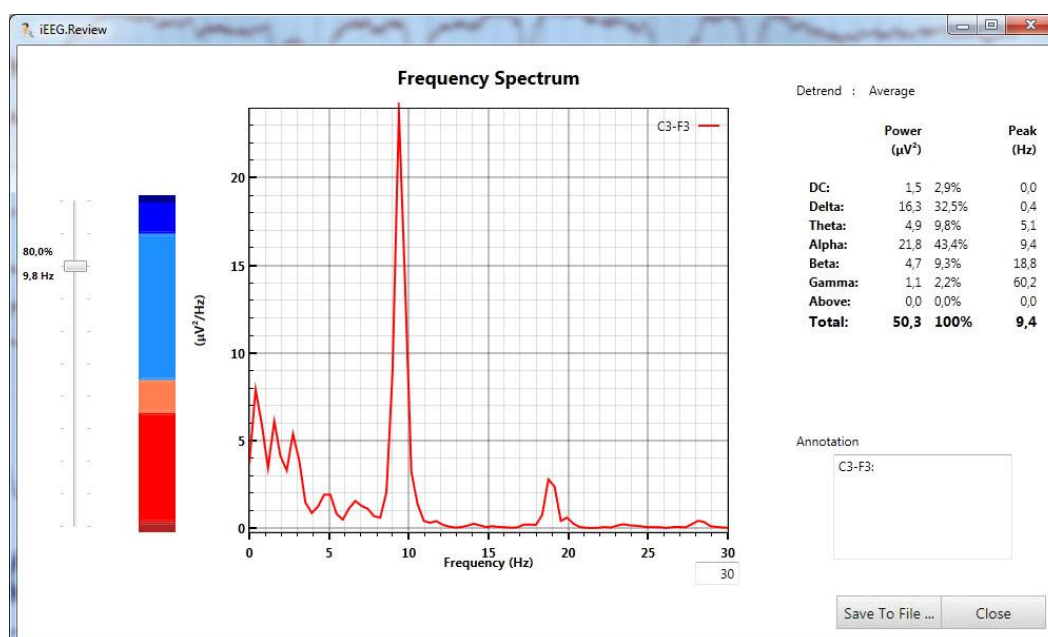 iEEG.Review
Frequency Spectrum
Detrend : Average
C3-F3
Power Peak
(µV²) (Hz)
DC: 1,5 2,9% 0,0
Delta: 16,3 32,5% 0,4
Theta: 4,9 9,8% 5,1
Alpha: 21,8 43,4% 9,4
Beta: 4,7 9,3% 18,8
Gamma: 1,1 2,2% 60,2
Above: 0,0 0,0% 0,0
Total: 50,3 100% 9,4
80,0%
9,8 Hz
(µV²/Hz)
20
15
10
5
0
0 5 10 15 20 25 30
Frequency (Hz)
30
Annotation
C3-F3:
Save To File ... Close